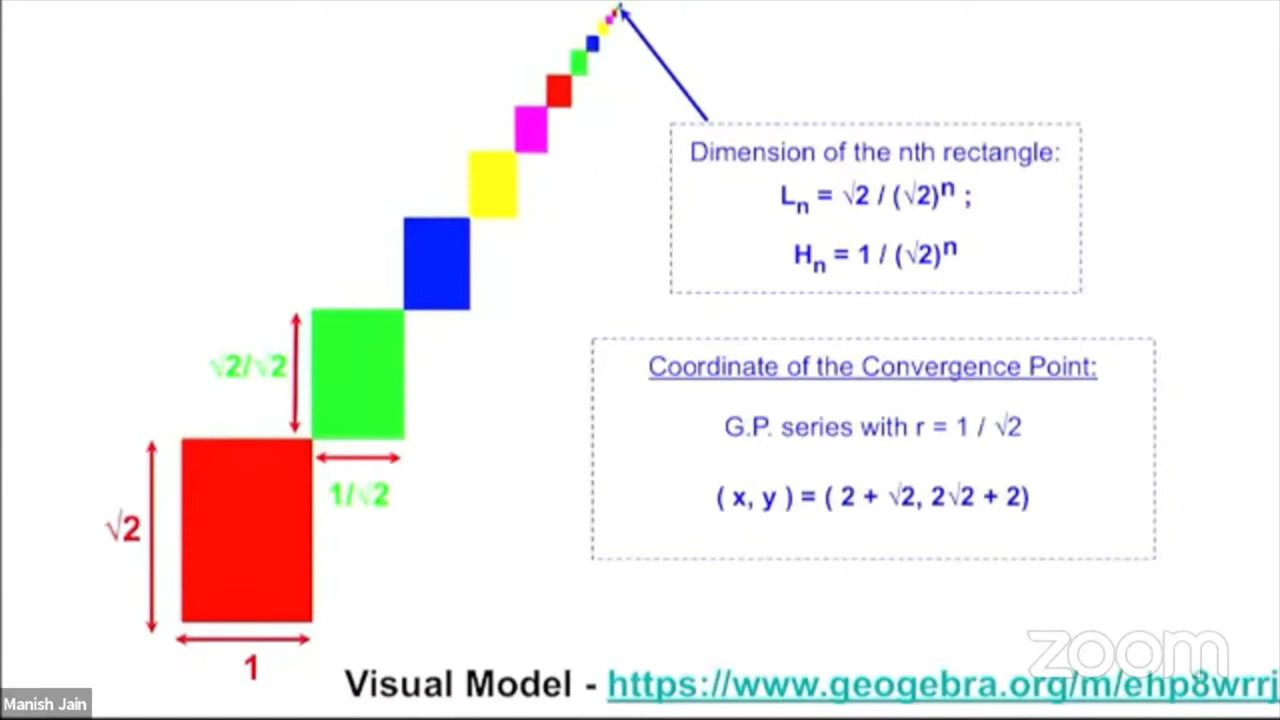 Dimension of the nth rectangle:
Lₙ = √2 / (√2)ⁿ ;
Hₙ = 1 / (√2)ⁿ
√2/√2
1/√2
√2
1
Coordinate of the Convergence Point:
G.P. series with r = 1 / √2
( x, y ) = ( 2 + √2, 2√2 + 2)
Visual Model - https://www.geogebra.org/m/ehp8wrrj
zoom
Manish Jain